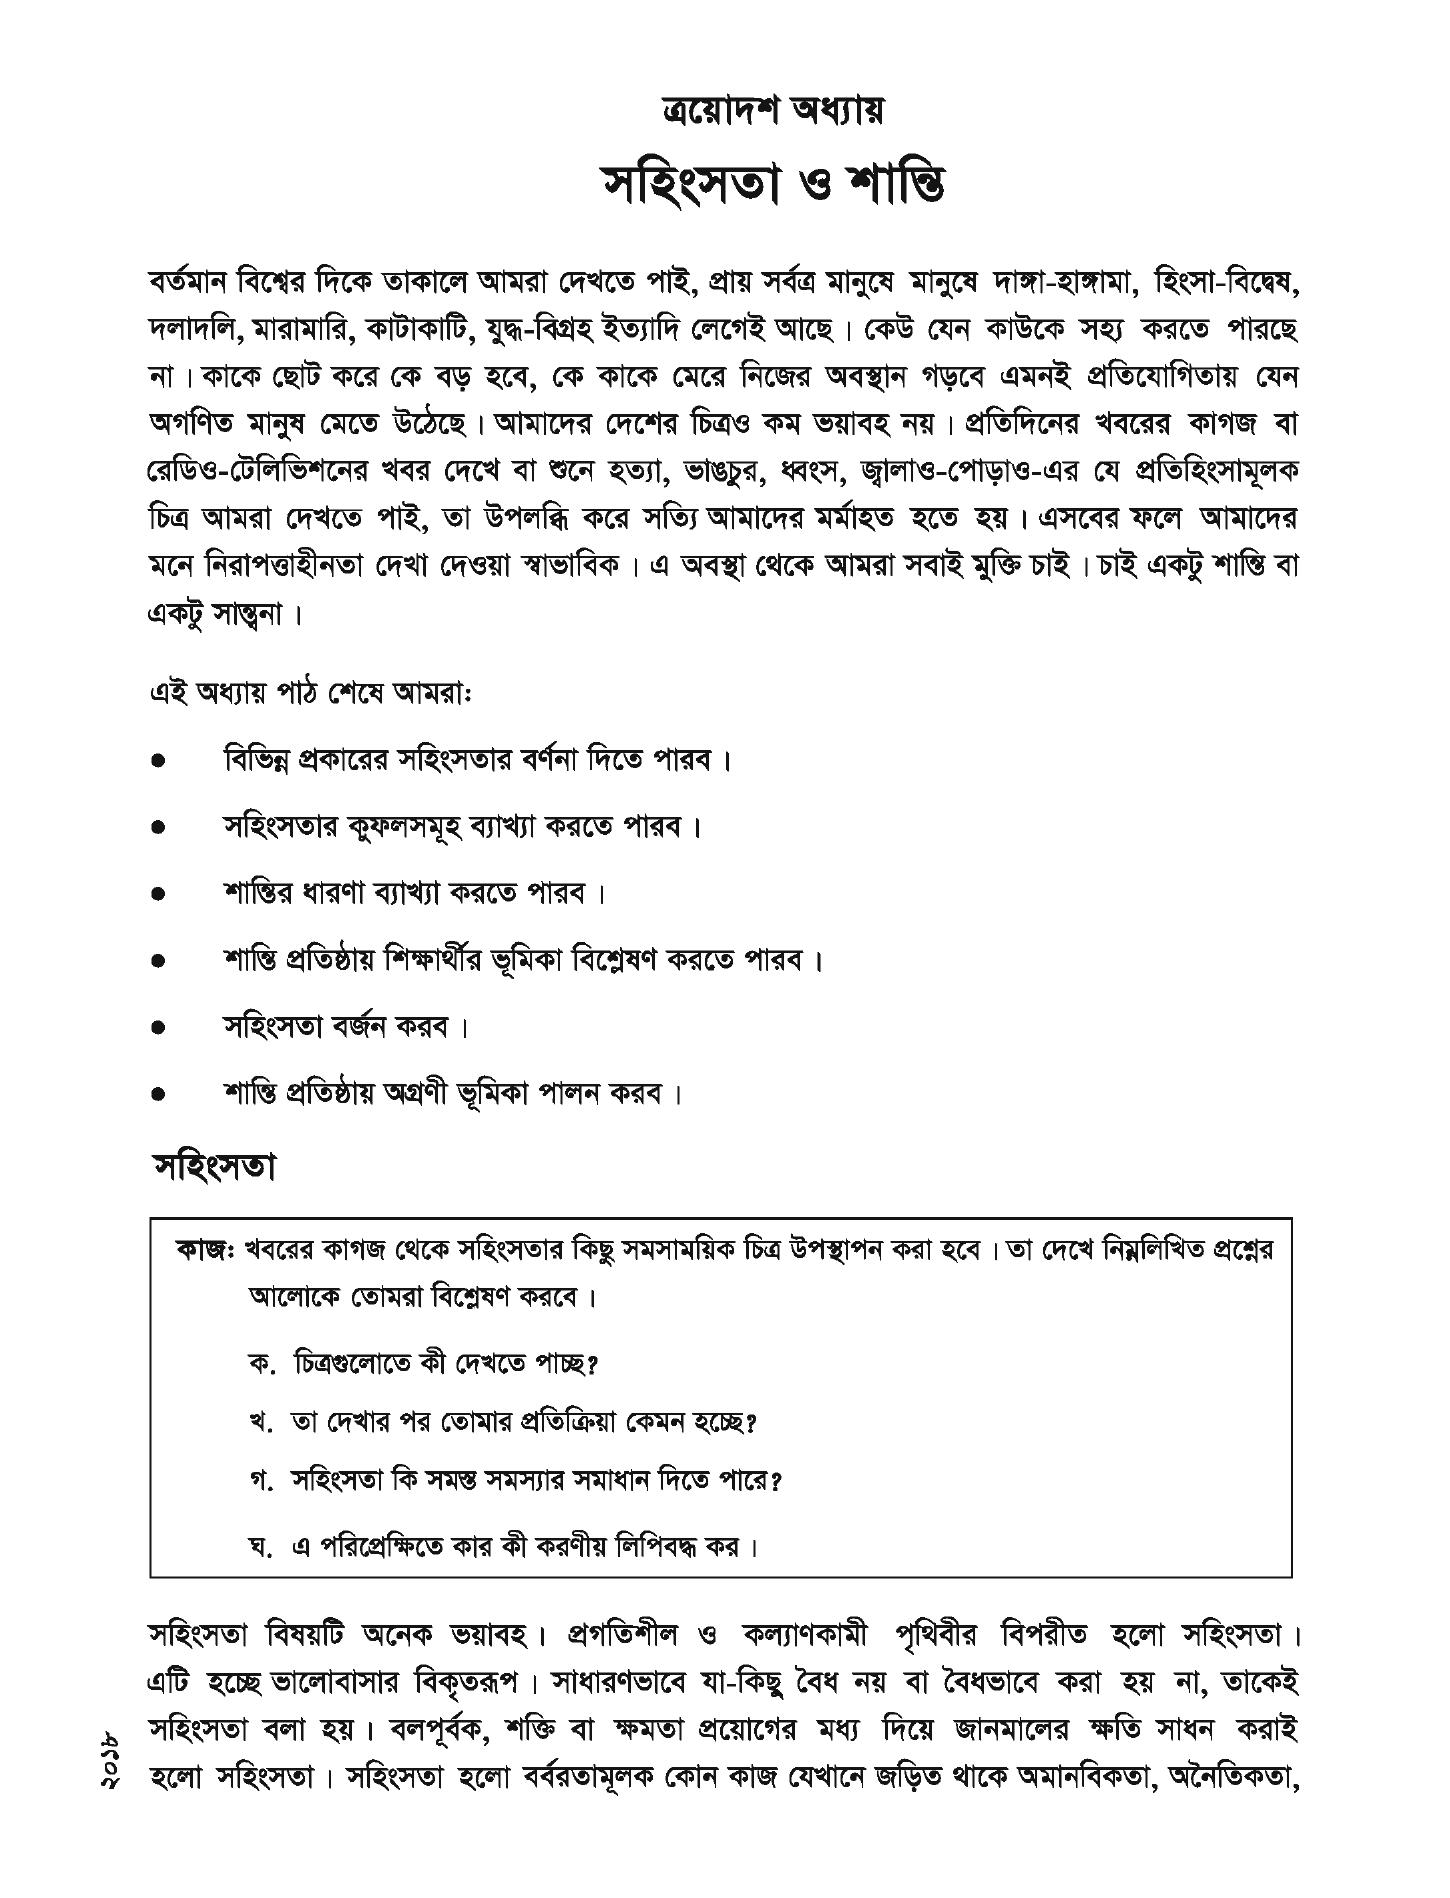 ত্রয়োদশ অধ্যায়
সহিংসতা ও শান্তি
বর্তমান বিশ্বের দিকে তাকালে আমরা দেখতে পাই, প্রায় সর্বত্র মানুষে মানুষে দাঙ্গা-হাঙ্গামা, হিংসা-বিদ্বেষ,
দলাদলি, মারামারি, কাটাকাটি, যুদ্ধ-বিগ্রহ ইত্যাদি লেগেই আছে। কেউ যেন কাউকে সহ্য করতে পারছে
না। কাকে ছোট করে কে বড় হবে, কে কাকে মেরে নিজের অবস্থান গড়বে এমনই প্রতিযোগিতায় যেন
অগণিত মানুষ মেতে উঠেছে। আমাদের দেশের চিত্রও কম ভয়াবহ নয়। প্রতিদিনের খবরের কাগজ বা
রেডিও-টেলিভিশনের খবর দেখে বা শুনে হত্যা, ভাঙচুর, ধ্বংস, জ্বালাও-পোড়াও-এর যে প্রতিহিংসামূলক
চিত্র আমরা দেখতে পাই, তা উপলব্ধি করে সত্যি আমাদের মর্মাহত হতে হয়। এসবের ফলে আমাদের
মনে নিরাপত্তাহীনতা দেখা দেওয়া স্বাভাবিক। এ অবস্থা থেকে আমরা সবাই মুক্তি চাই। চাই একটু শান্তি বা
একটু সান্ত্বনা।
এই অধ্যায় পাঠ শেষে আমরা:
● বিভিন্ন প্রকারের সহিংসতার বর্ণনা দিতে পারব।
● সহিংসতার কুফলসমূহ ব্যাখ্যা করতে পারব।
● শান্তির ধারণা ব্যাখ্যা করতে পারব।
● শান্তি প্রতিষ্ঠায় শিক্ষার্থীর ভূমিকা বিশ্লেষণ করতে পারব।
● সহিংসতা বর্জন করব।
● শান্তি প্রতিষ্ঠায় অগ্রণী ভূমিকা পালন করব।
সহিংসতা
কাজ: খবরের কাগজ থেকে সহিংসতার কিছু সমসাময়িক চিত্র উপস্থাপন করা হবে। তা দেখে নিম্নলিখিত প্রশ্নের
আলোকে তোমরা বিশ্লেষণ করবে।
ক. চিত্রগুলোতে কী দেখতে পাচ্ছ?
খ. তা দেখার পর তোমার প্রতিক্রিয়া কেমন হচ্ছে?
গ. সহিংসতা কি সমস্ত সমস্যার সমাধান দিতে পারে?
ঘ. এ পরিপ্রেক্ষিতে কার কী করণীয় লিপিবদ্ধ কর।
সহিংসতা বিষয়টি অনেক ভয়াবহ। প্রগতিশীল ও কল্যাণকামী পৃথিবীর বিপরীত হলো সহিংসতা।
এটি হচ্ছে ভালোবাসার বিকৃতরূপ। সাধারণভাবে যা-কিছু বৈধ নয় বা বৈধভাবে করা হয় না, তাকেই
সহিংসতা বলা হয়। বলপূর্বক, শক্তি বা ক্ষমতা প্রয়োগের মধ্য দিয়ে জানমালের ক্ষতি সাধন করাই
হলো সহিংসতা। সহিংসতা হলো বর্বরতামূলক কোন কাজ যেখানে জড়িত থাকে অমানবিকতা, অনৈতিকতা,
২০১৮